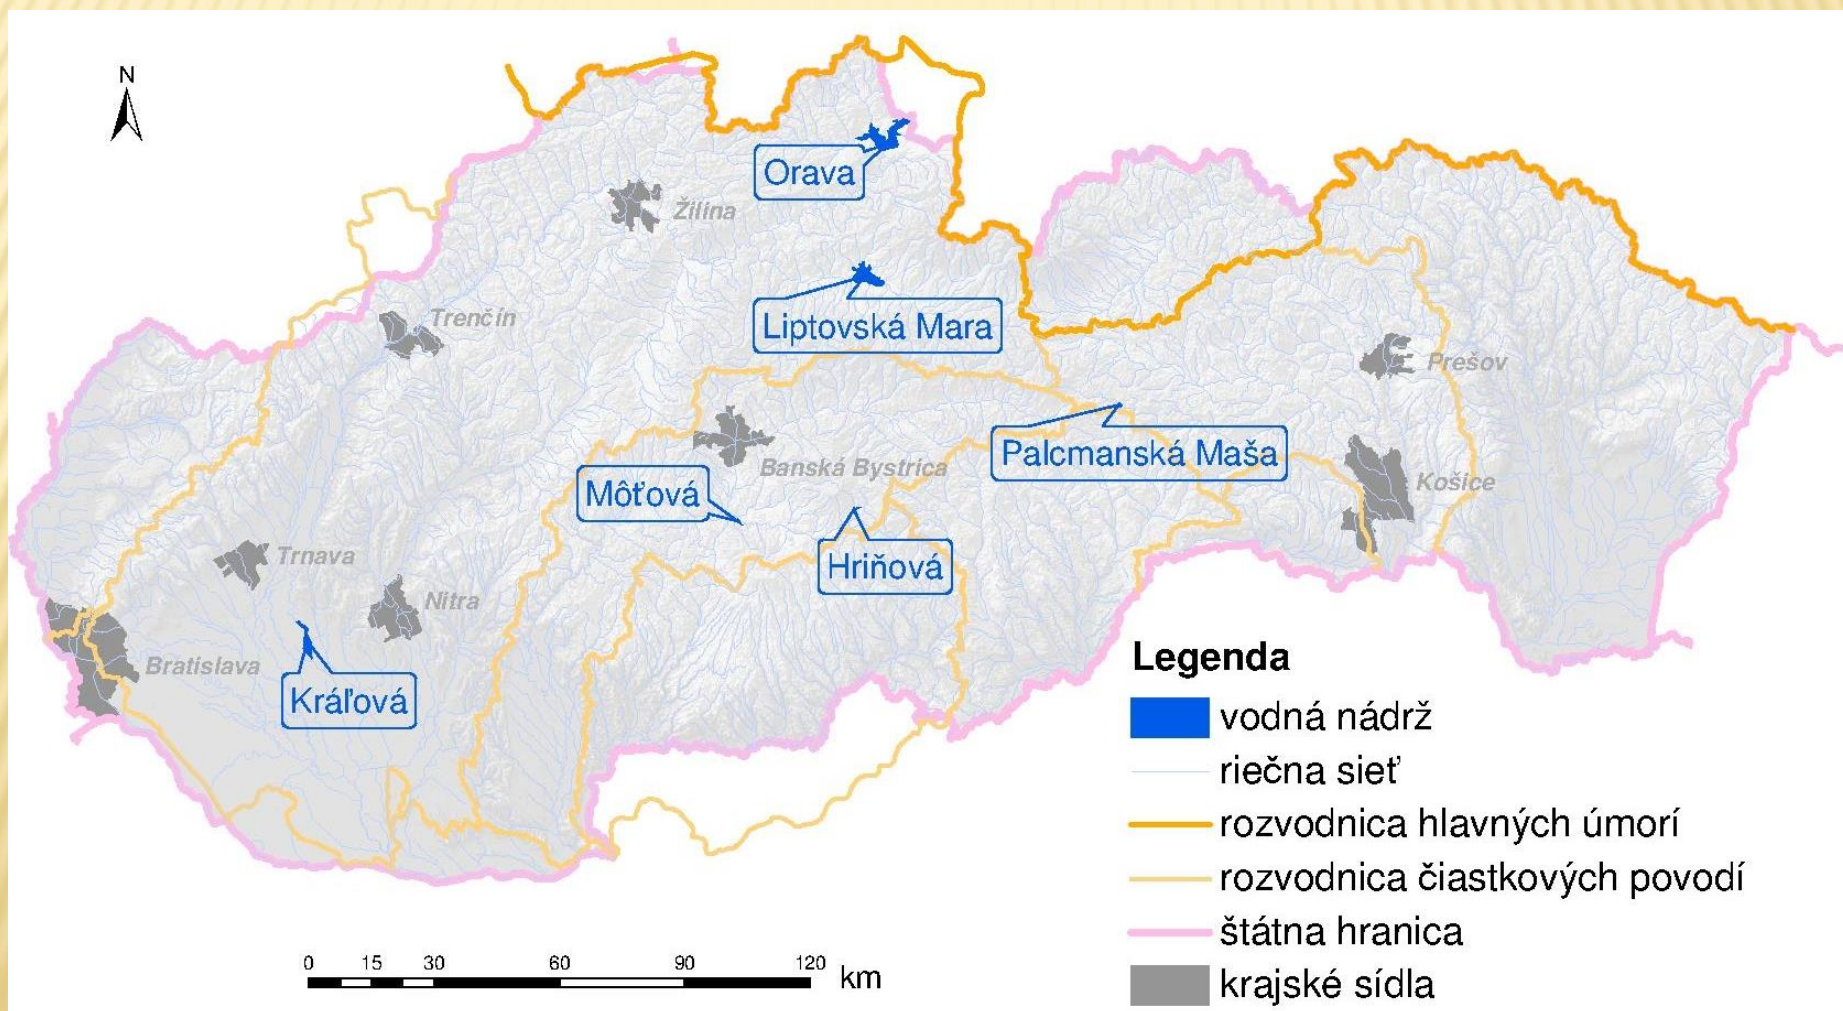 N
Orava
Žilina
Liptovská Mara
Trenčín
Prešov
Palcmanská Maša
Banská Bystrica
Môťová
Košice
Hriňová
Trnava
Nitra
Bratislava
Kráľová
Legenda
vodná nádrž
riečna sieť
rozvodnica hlavných úmorí
rozvodnica čiastkových povodí
štátna hranica
krajské sídla
0 15 30 60 90 120 km